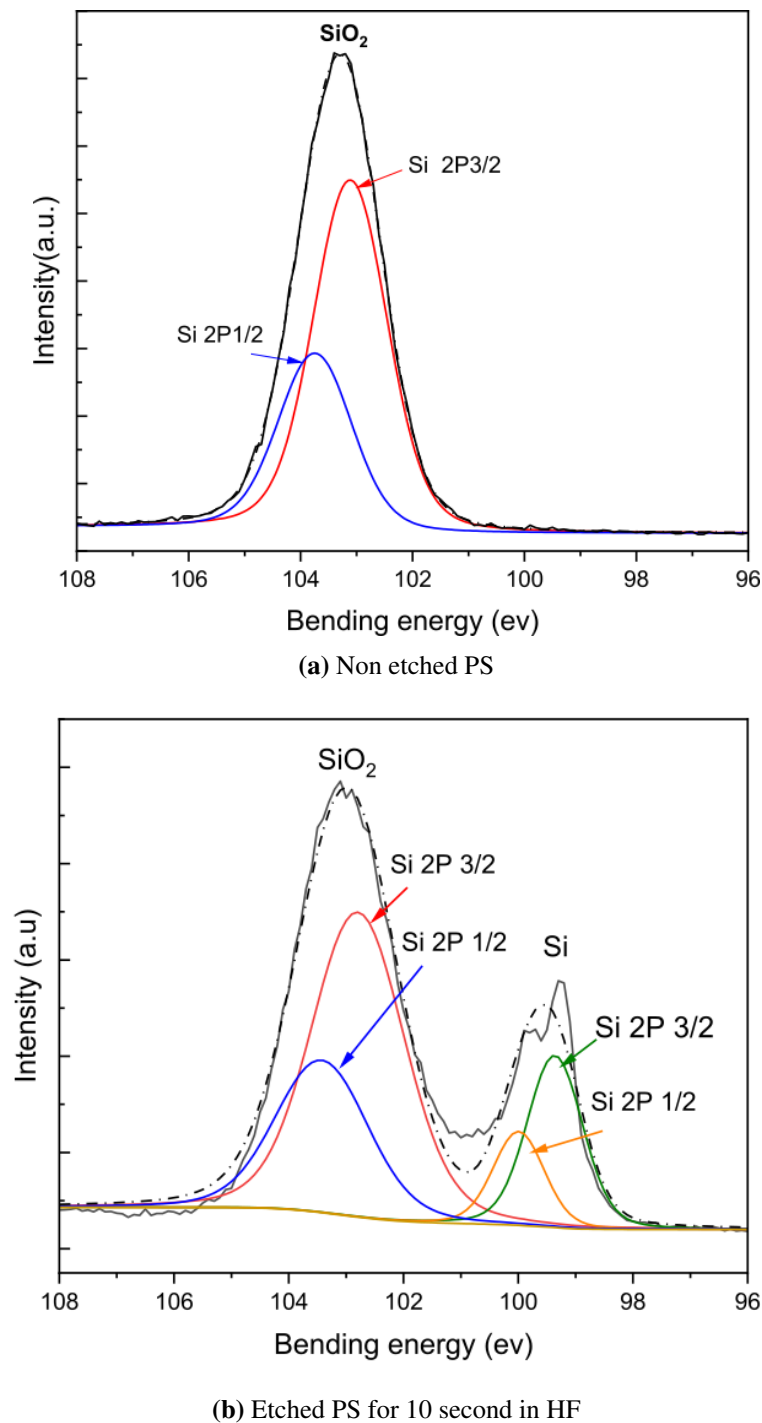 SiO₂
Si 2P3/2
Si 2P1/2
Intensity(a.u.)
108 106 104 102 100 98 96
Bending energy (ev)
(a) Non etched PS
SiO₂
Si 2P 3/2
Si 2P 1/2
Si
Si 2P 3/2
Si 2P 1/2
Intensity (a.u)
108 106 104 102 100 98 96
Bending energy (ev)
(b) Etched PS for 10 second in HF